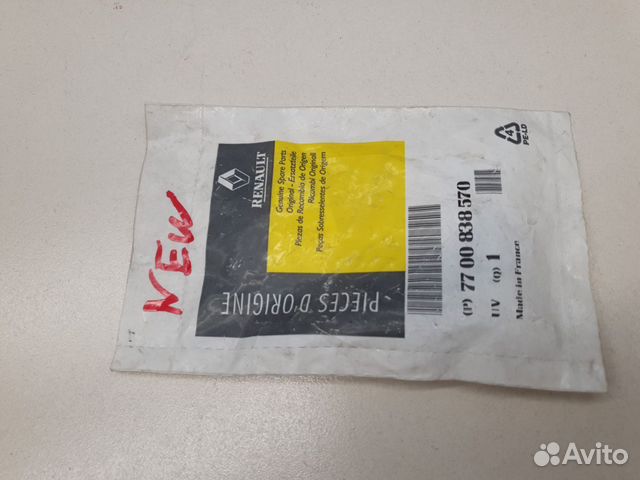 NEW
RENAULT
Genuine Spare Parts
Original - Ersatzteile
Piezas de Recambio de Origen
Ricambi Originali
Peças Sobresselentes de Origem
PIECES D'ORIGINE
(P) 77 00 838 570
UV (Q) 1
Made in France
4
PE-LD
Avito